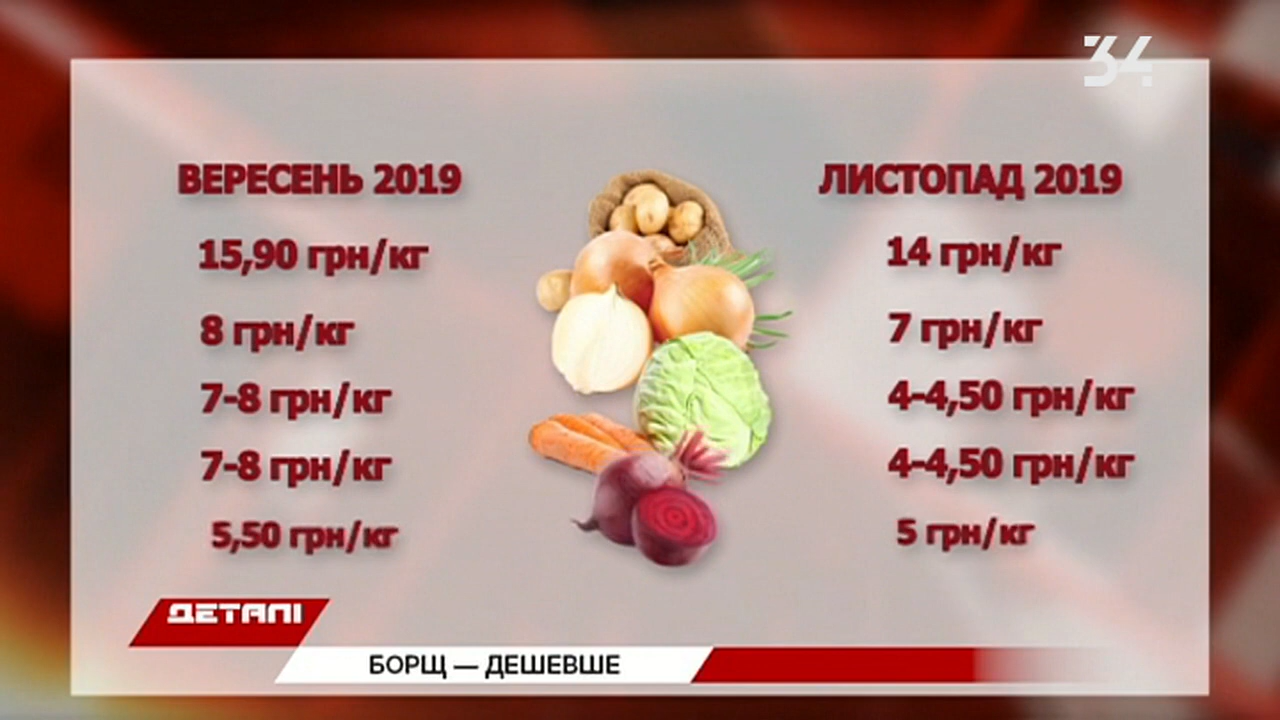 34
ВЕРЕСЕНЬ 2019
ЛИСТОПАД 2019
15,90 грн/кг
14 грн/кг
8 грн/кг
7 грн/кг
7-8 грн/кг
4-4,50 грн/кг
7-8 грн/кг
4-4,50 грн/кг
5,50 грн/кг
5 грн/кг
ДЕТАЛІ
БОРЩ — ДЕШЕВШЕ